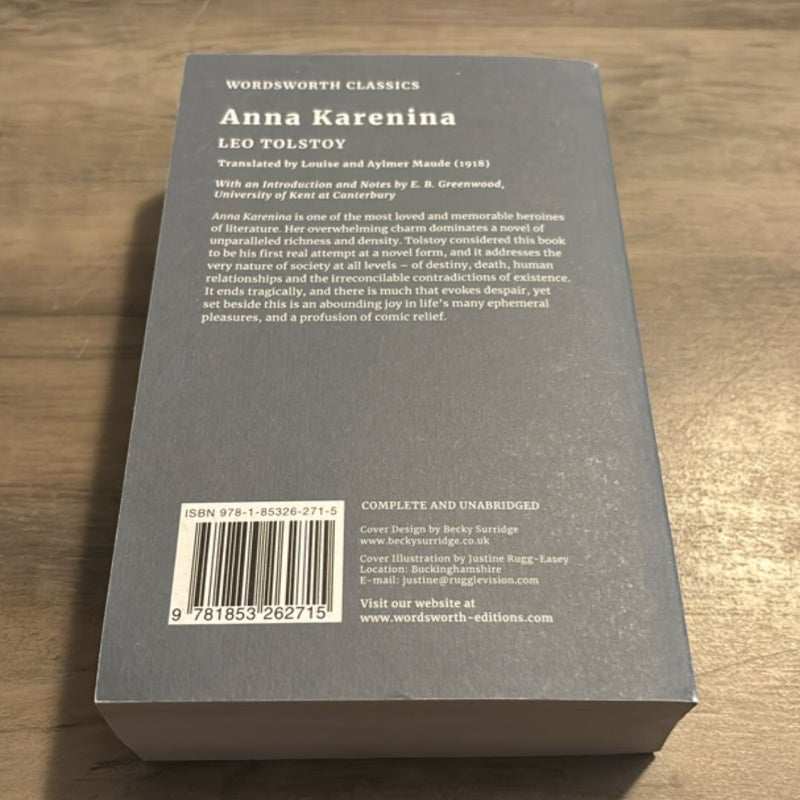 WORDSWORTH CLASSICS
Anna Karenina
LEO TOLSTOY
Translated by Louise and Aylmer Maude (1918)
With an Introduction and Notes by E. B. Greenwood,
University of Kent at Canterbury
Anna Karenina is one of the most loved and memorable heroines
of literature. Her overwhelming charm dominates a novel of
unparalleled richness and density. Tolstoy considered this book
to be his first real attempt at a novel form, and it addresses the
very nature of society at all levels – of destiny, death, human
relationships and the irreconcilable contradictions of existence.
It ends tragically, and there is much that evokes despair, yet
set beside this is an abounding joy in life's many ephemeral
pleasures, and a profusion of comic relief.
ISBN 978-1-85326-271-5
9 781853 262715
COMPLETE AND UNABRIDGED
Cover Design by Becky Surridge
www.beckysurridge.co.uk
Cover Illustration by Justine Rugg-Easey
Location: Buckinghamshire
E-mail: justine@rugglevision.com
Visit our website at
www.wordsworth-editions.com